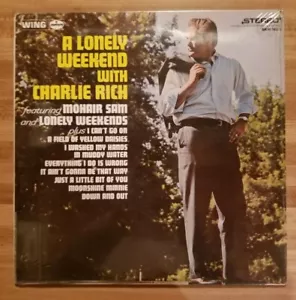 WING
STEREO
A LONELY
WEEKEND
WITH
CHARLIE RICH
featuring MOHAIR SAM
and LONELY WEEKENDS
plus I CAN'T GO ON
A FIELD OF YELLOW DAISIES
I WASHED MY HANDS
IN MUDDY WATER
EVERYTHING I DO IS WRONG
IT AIN'T GONNA BE THAT WAY
JUST A LITTLE BIT OF YOU
MOONSHINE MINNIE
DOWN AND OUT